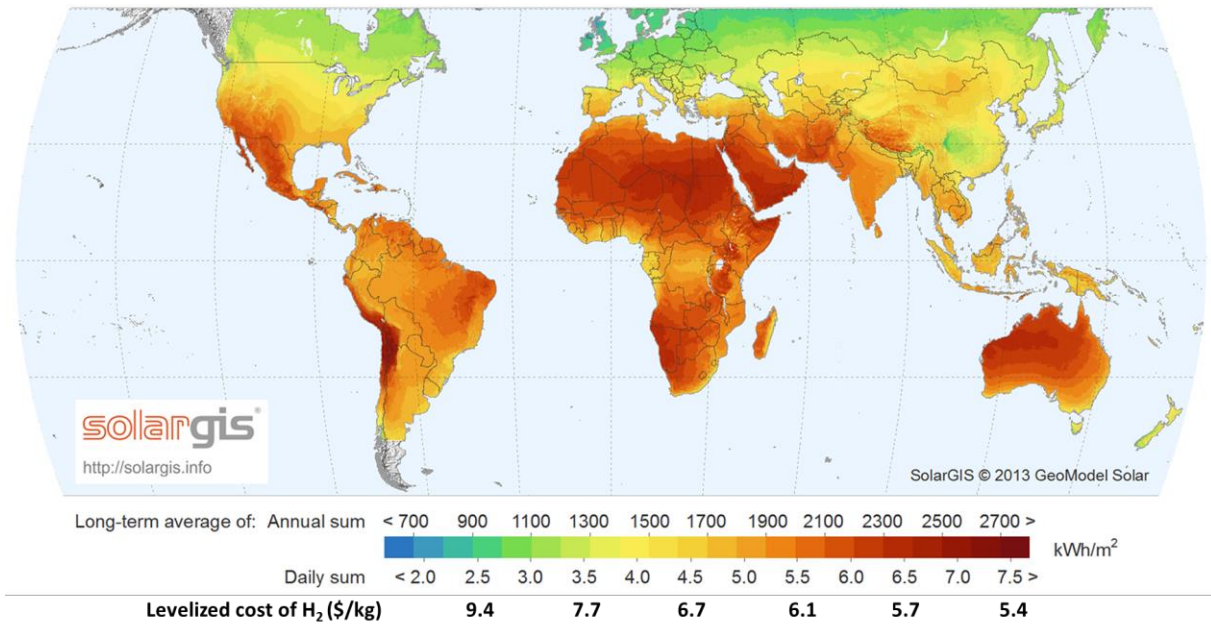 solargis®
http://solargis.info
SolarGIS © 2013 GeoModel Solar
Long-term average of: Annual sum < 700 900 1100 1300 1500 1700 1900 2100 2300 2500 2700 >
kWh/m²
Daily sum < 2.0 2.5 3.0 3.5 4.0 4.5 5.0 5.5 6.0 6.5 7.0 7.5 >
Levelized cost of H₂ ($/kg) 9.4 7.7 6.7 6.1 5.7 5.4